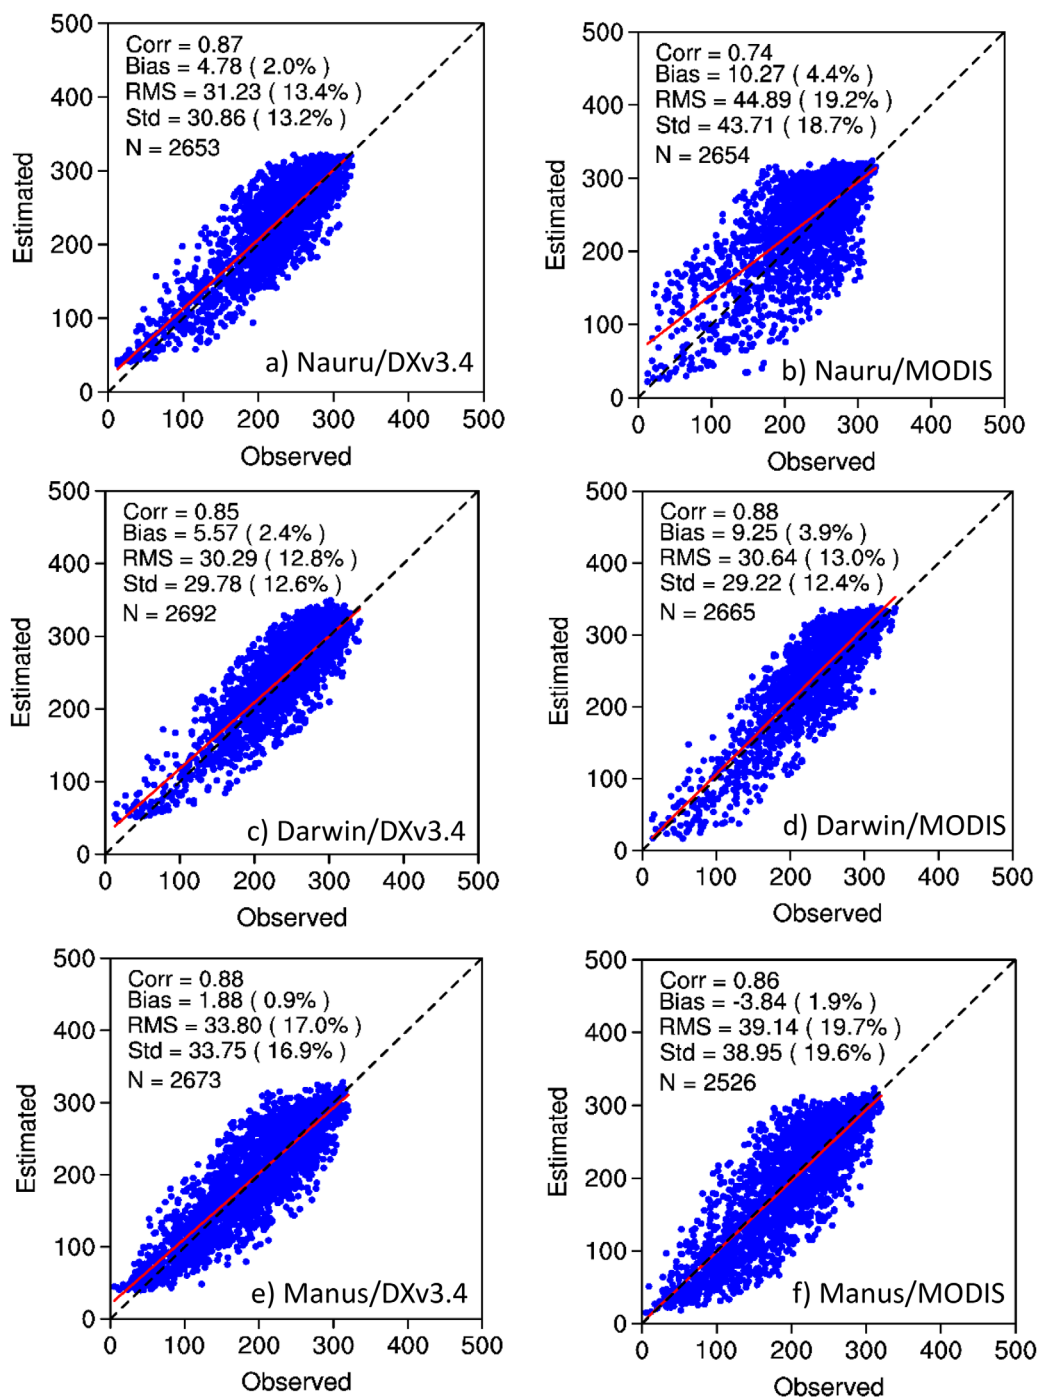 500
400
300
200
100
0
Estimated
Corr = 0.87
Bias = 4.78 ( 2.0% )
RMS = 31.23 ( 13.4% )
Std = 30.86 ( 13.2% )
N = 2653
a) Nauru/DXv3.4
0 100 200 300 400 500
Observed
500
400
300
200
100
0
Estimated
Corr = 0.74
Bias = 10.27 ( 4.4% )
RMS = 44.89 ( 19.2% )
Std = 43.71 ( 18.7% )
N = 2654
b) Nauru/MODIS
0 100 200 300 400 500
Observed
500
400
300
200
100
0
Estimated
Corr = 0.85
Bias = 5.57 ( 2.4% )
RMS = 30.29 ( 12.8% )
Std = 29.78 ( 12.6% )
N = 2692
c) Darwin/DXv3.4
0 100 200 300 400 500
Observed
500
400
300
200
100
0
Estimated
Corr = 0.88
Bias = 9.25 ( 3.9% )
RMS = 30.64 ( 13.0% )
Std = 29.22 ( 12.4% )
N = 2665
d) Darwin/MODIS
0 100 200 300 400 500
Observed
500
400
300
200
100
0
Estimated
Corr = 0.88
Bias = 1.88 ( 0.9% )
RMS = 33.80 ( 17.0% )
Std = 33.75 ( 16.9% )
N = 2673
e) Manus/DXv3.4
0 100 200 300 400 500
Observed
500
400
300
200
100
0
Estimated
Corr = 0.86
Bias = -3.84 ( 1.9% )
RMS = 39.14 ( 19.7% )
Std = 38.95 ( 19.6% )
N = 2526
f) Manus/MODIS
0 100 200 300 400 500
Observed